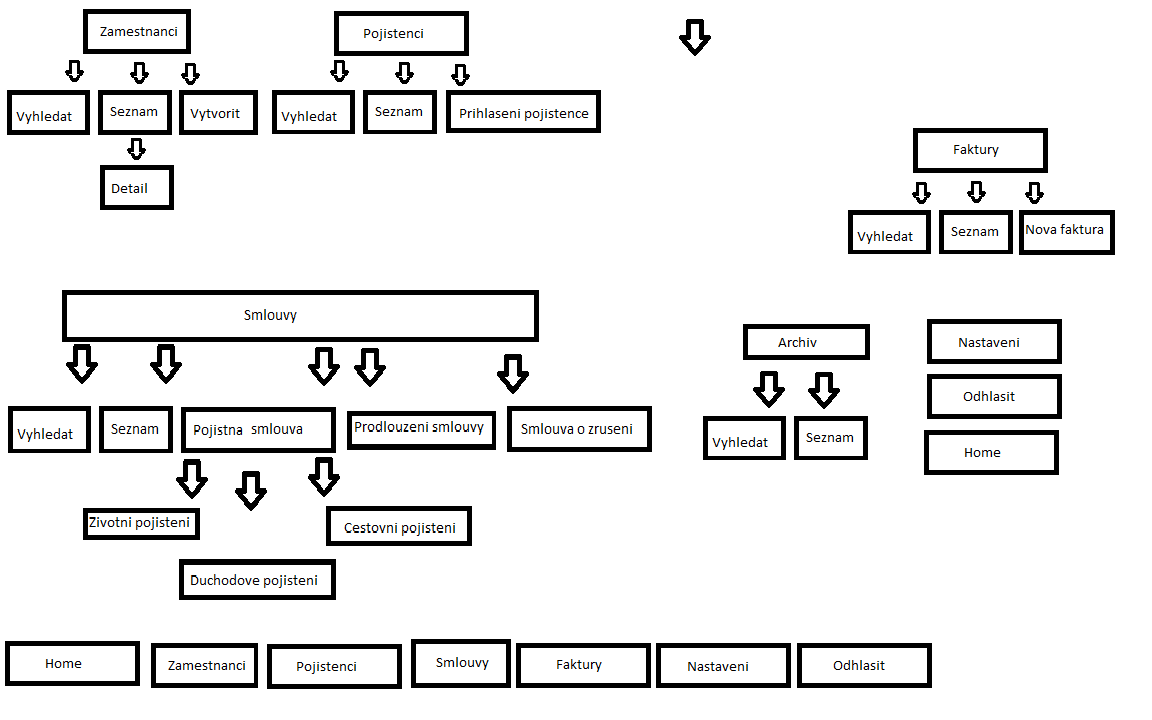 Zamestnanci
Pojistenci
Vyhledat
Seznam
Vytvorit
Vyhledat
Seznam
Prihlaseni pojistence
Detail
Faktury
Vyhledat
Seznam
Nova faktura
Smlouvy
Vyhledat
Seznam
Pojistna smlouva
Prodlouzeni smlouvy
Smlouva o zruseni
Zivotni pojisteni
Cestovni pojisteni
Duchodove pojisteni
Archiv
Vyhledat
Seznam
Nastaveni
Odhlasit
Home
Home
Zamestnanci
Pojistenci
Smlouvy
Faktury
Nastaveni
Odhlasit